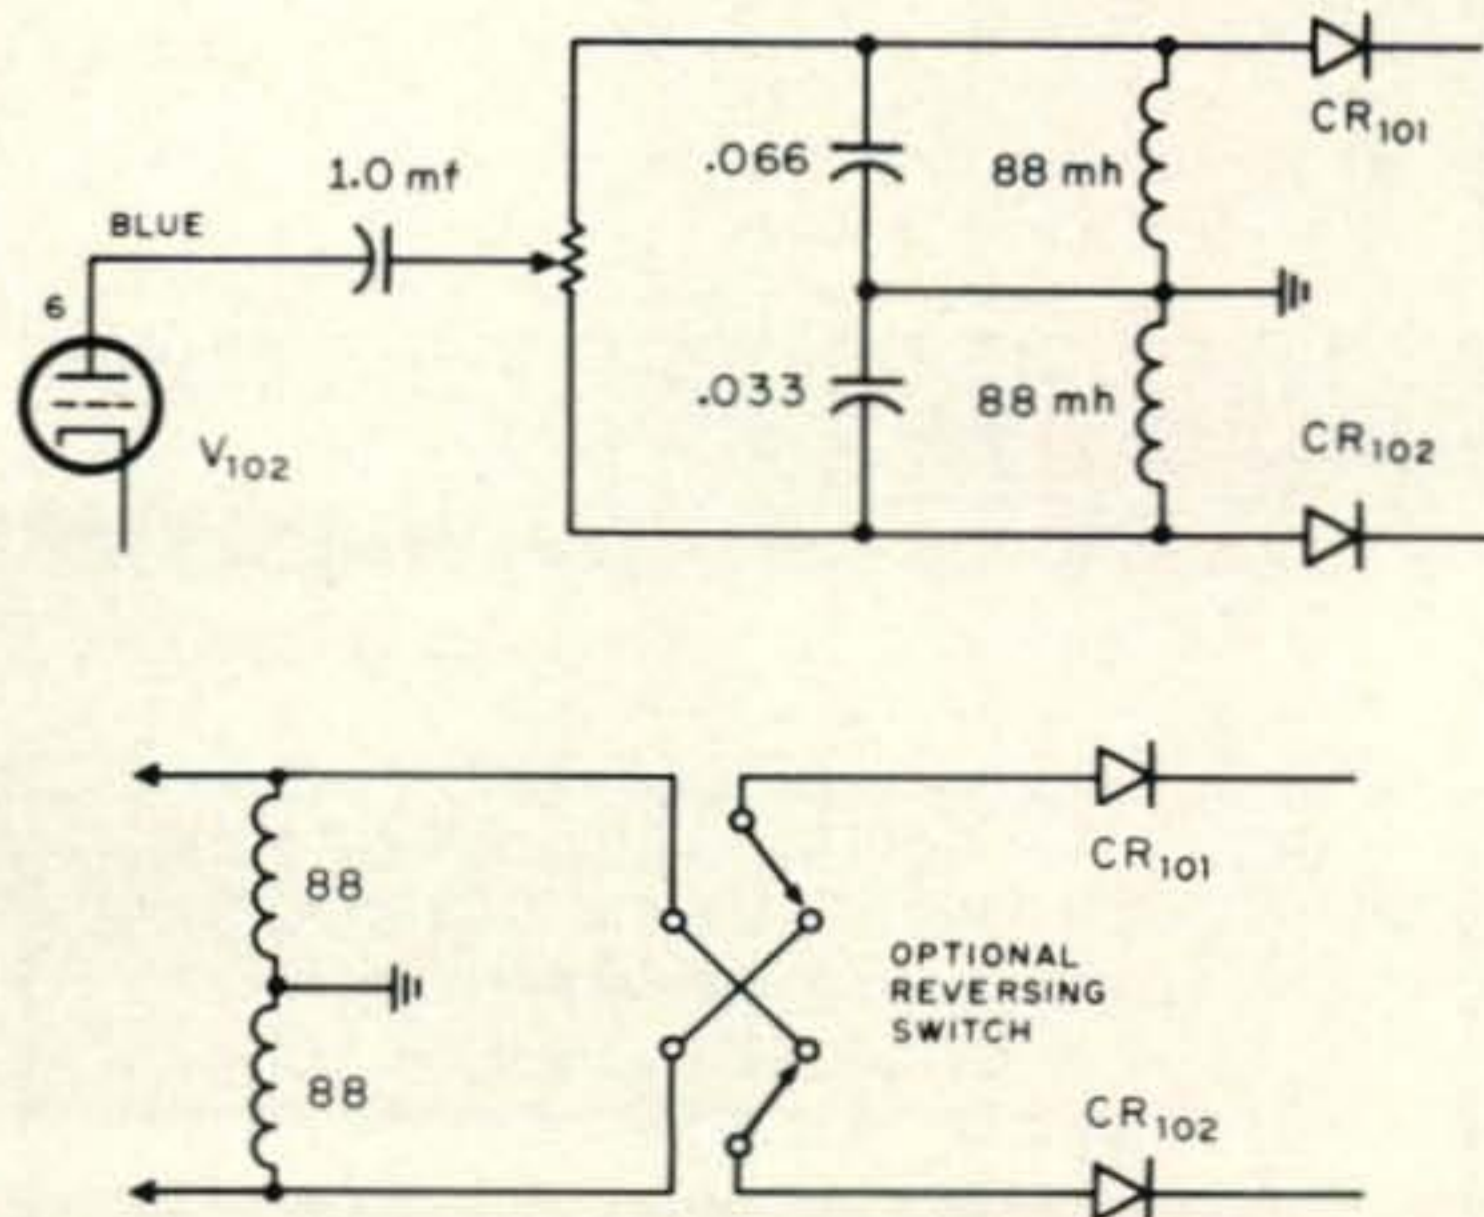 CR101
.066
88 mh
1.0 mf
BLUE
6
V102
.033
88 mh
CR102
88
CR101
OPTIONAL
REVERSING
SWITCH
88
CR102